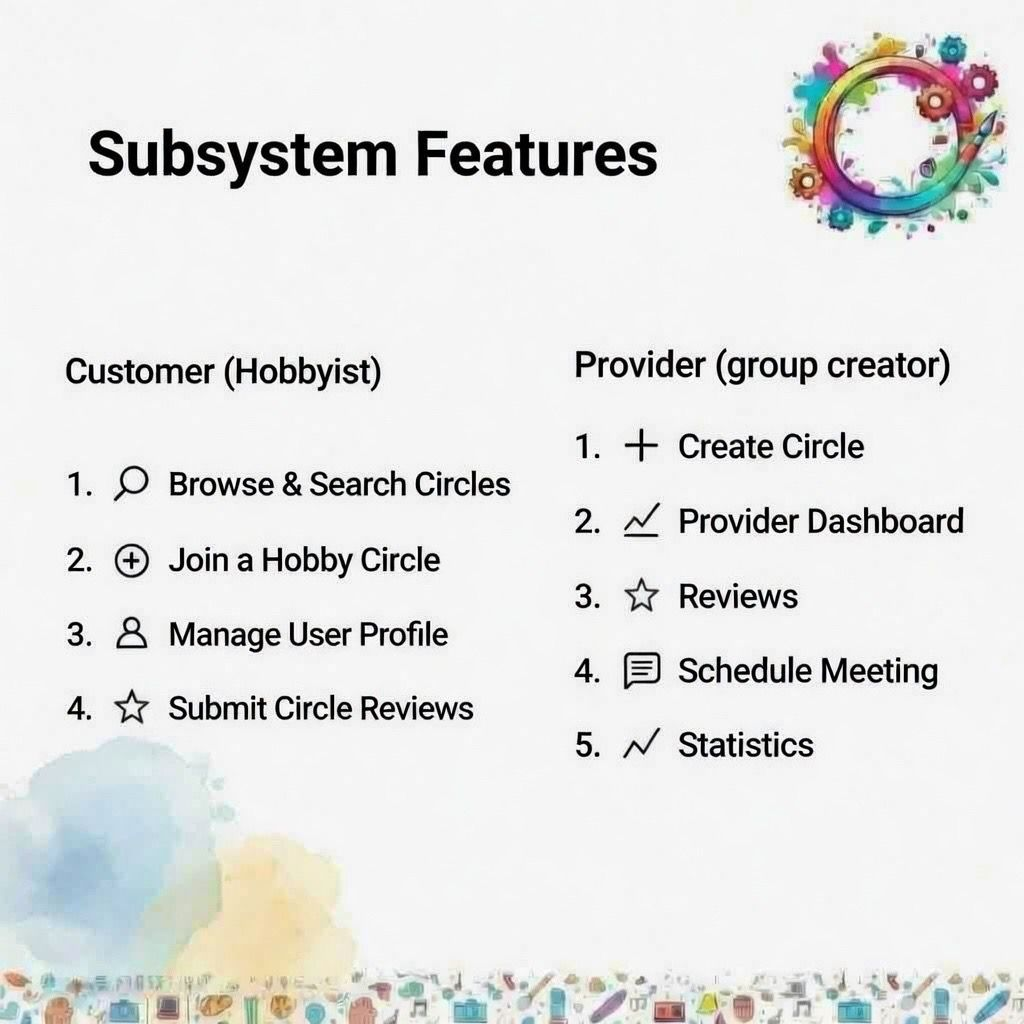 Subsystem Features
Customer (Hobbyist)
1. Browse & Search Circles
2. Join a Hobby Circle
3. Manage User Profile
4. Submit Circle Reviews
Provider (group creator)
1. Create Circle
2. Provider Dashboard
3. Reviews
4. Schedule Meeting
5. Statistics